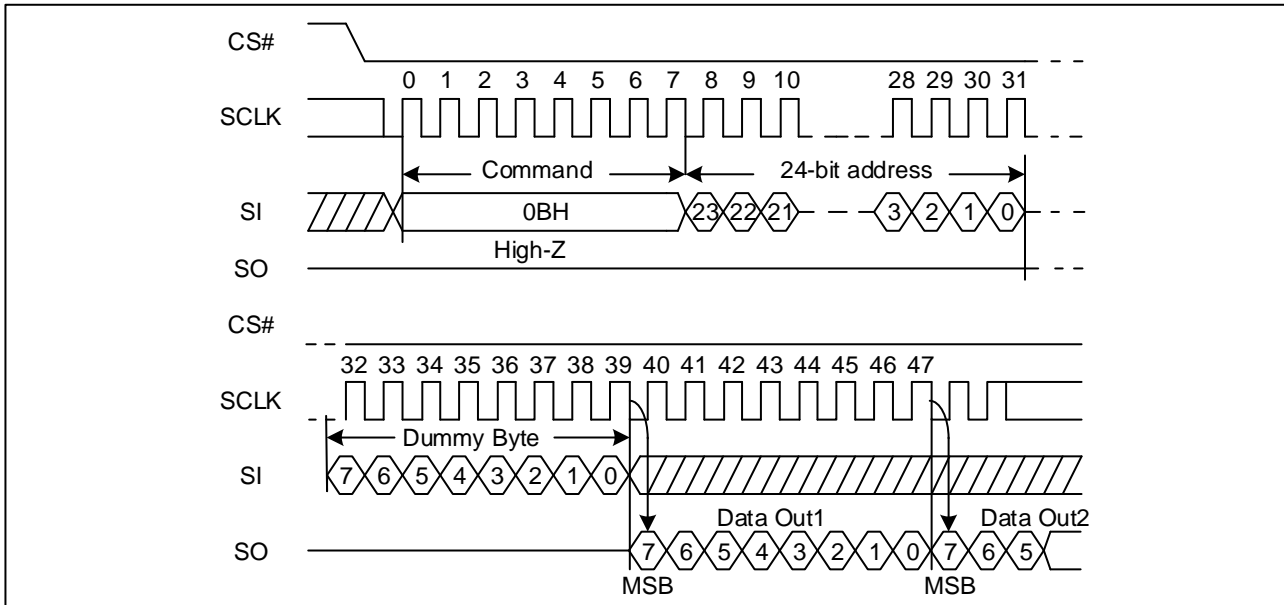 CS#
0 1 2 3 4 5 6 7 8 9 10 28 29 30 31
SCLK
Command 24-bit address
SI 0BH 23 22 21 3 2 1 0
High-Z
SO
CS#
32 33 34 35 36 37 38 39 40 41 42 43 44 45 46 47
SCLK
Dummy Byte
SI 7 6 5 4 3 2 1 0
Data Out1 Data Out2
SO 7 6 5 4 3 2 1 0 7 6 5
MSB MSB